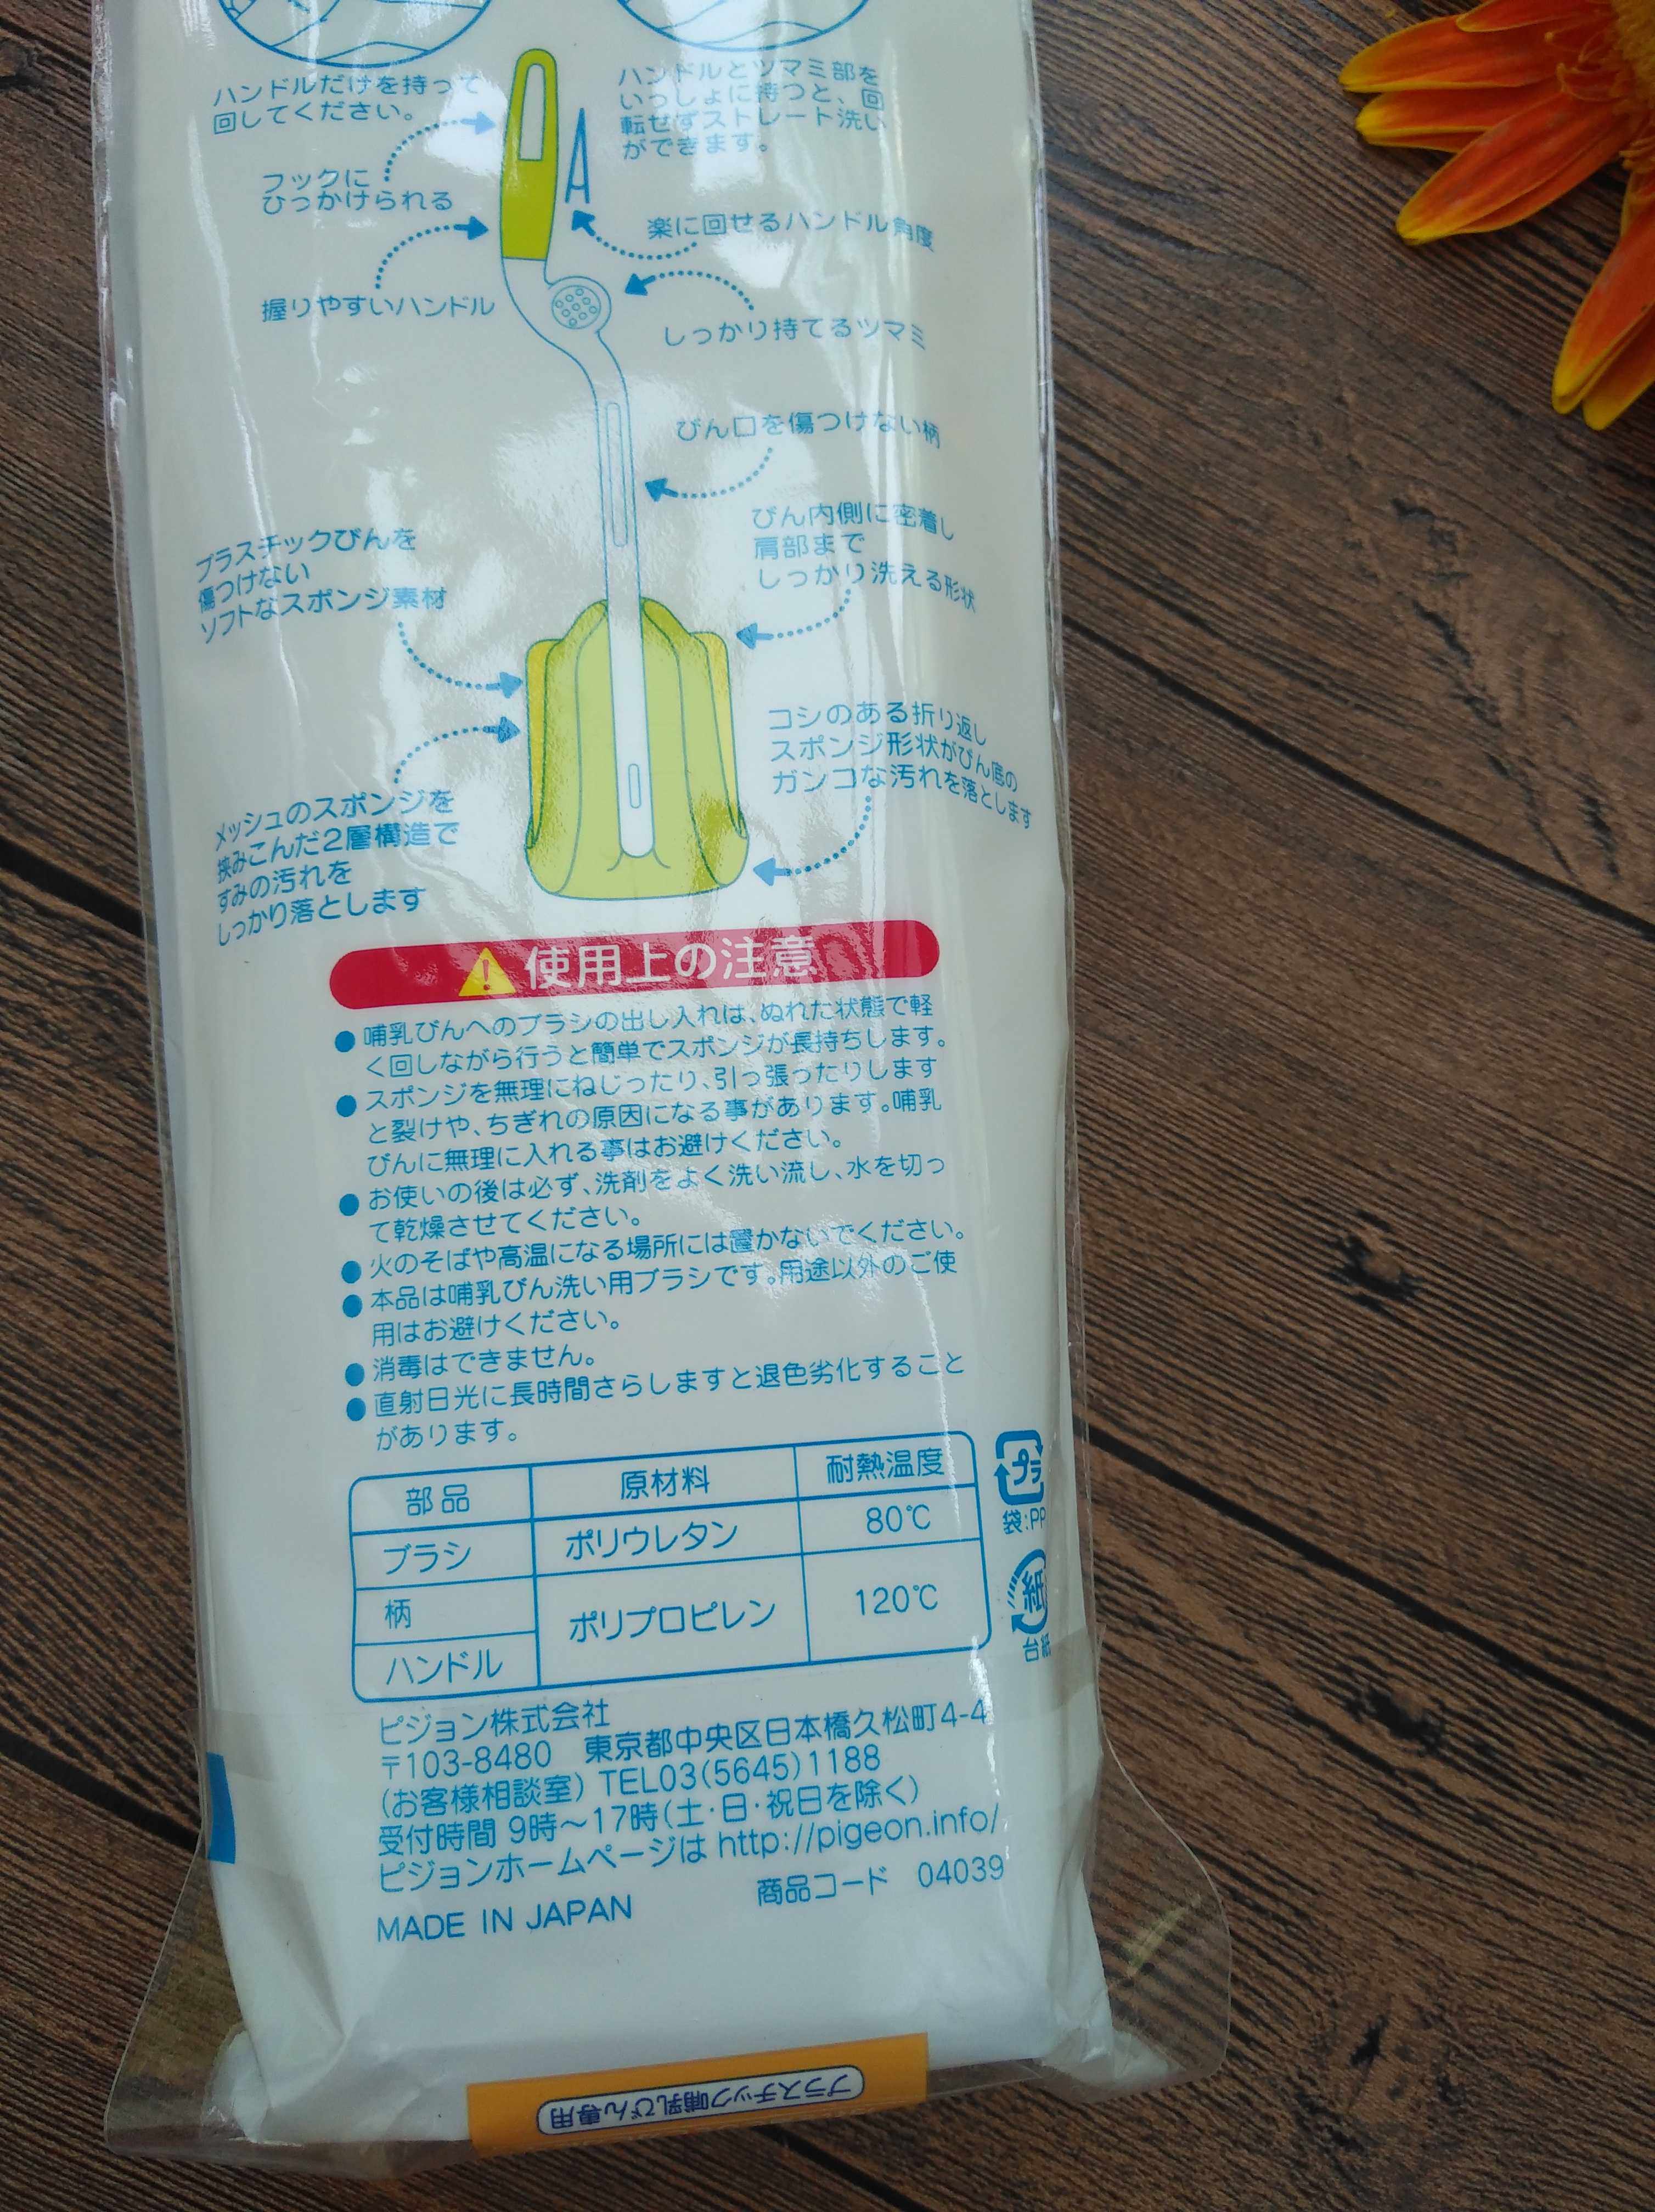 ハンドルだけを持って
回してください。
ハンドルとツマミ部を
いっしょに持つと、回
転せずストレート洗い
ができます。
フックに
ひっかけられる
楽に回せるハンドル角度
握りやすいハンドル
しっかり持てるツマミ
びん口を傷つけない柄
びん内側に密着し
肩部まで
しっかり洗える形状
プラスチックびんを
傷つけない
ソフトなスポンジ素材
コシのある折り返し
スポンジ形状がびん底の
ガンコな汚れを落とします
メッシュのスポンジを
挟みこんだ2層構造で
すみの汚れを
しっかり落とします
使用上の注意
●哺乳びんへのブラシの出し入れは、ぬれた状態で軽
く回しながら行うと簡単でスポンジが長持ちします。
●スポンジを無理にねじったり、引っ張ったりします
と裂けや、ちぎれの原因になる事があります。哺乳
びんに無理に入れる事はお避けください。
●お使いの後は必ず、洗剤をよく洗い流し、水を切っ
て乾燥させてください。
●火のそばや高温になる場所には置かないでください。
●本品は哺乳びん洗い用ブラシです。用途以外のご使
用はお避けください。
●消毒はできません。
●直射日光に長時間さらしますと退色劣化すること
があります。
部品 原材料 耐熱温度
ブラシ ポリウレタン 80℃
柄 ポリプロピレン 120℃
ハンドル
プラ
袋:PP
紙
台紙
ピジョン株式会社
〒103-8480 東京都中央区日本橋久松町4-4
(お客様相談室) TEL03(5645)1188
受付時間 9時～17時(土・日・祝日を除く)
ピジョンホームページは http://pigeon.info/
商品コード 04039
MADE IN JAPAN
プラスチック哺乳びん専用